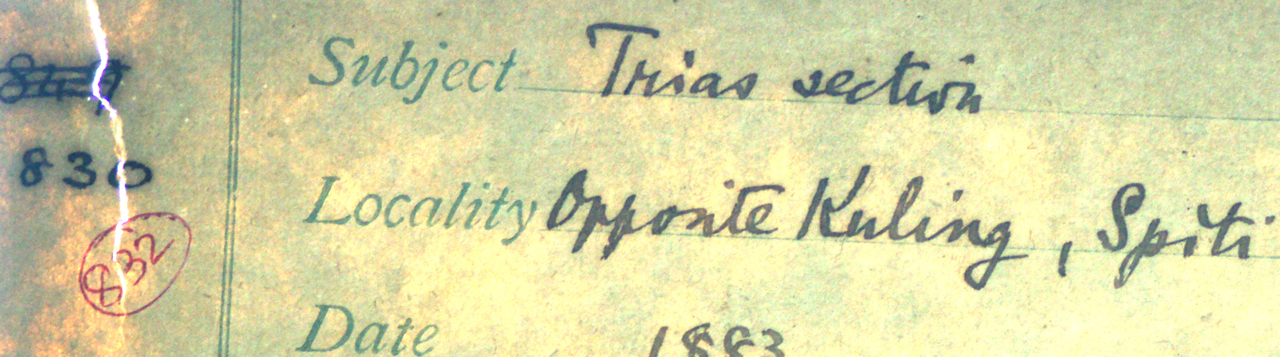 Subject Trias section
830
Locality Opposite Kuling, Spiti
832
Date 1883